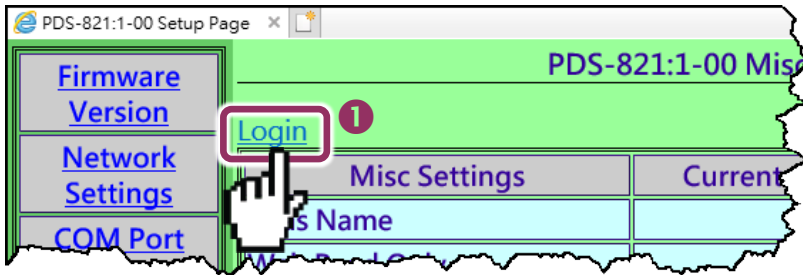 PDS-821:1-00 Setup Page
Firmware
Version
Network
Settings
COM Port
PDS-821:1-00 Misc
Login
1
Misc Settings
Current
Name